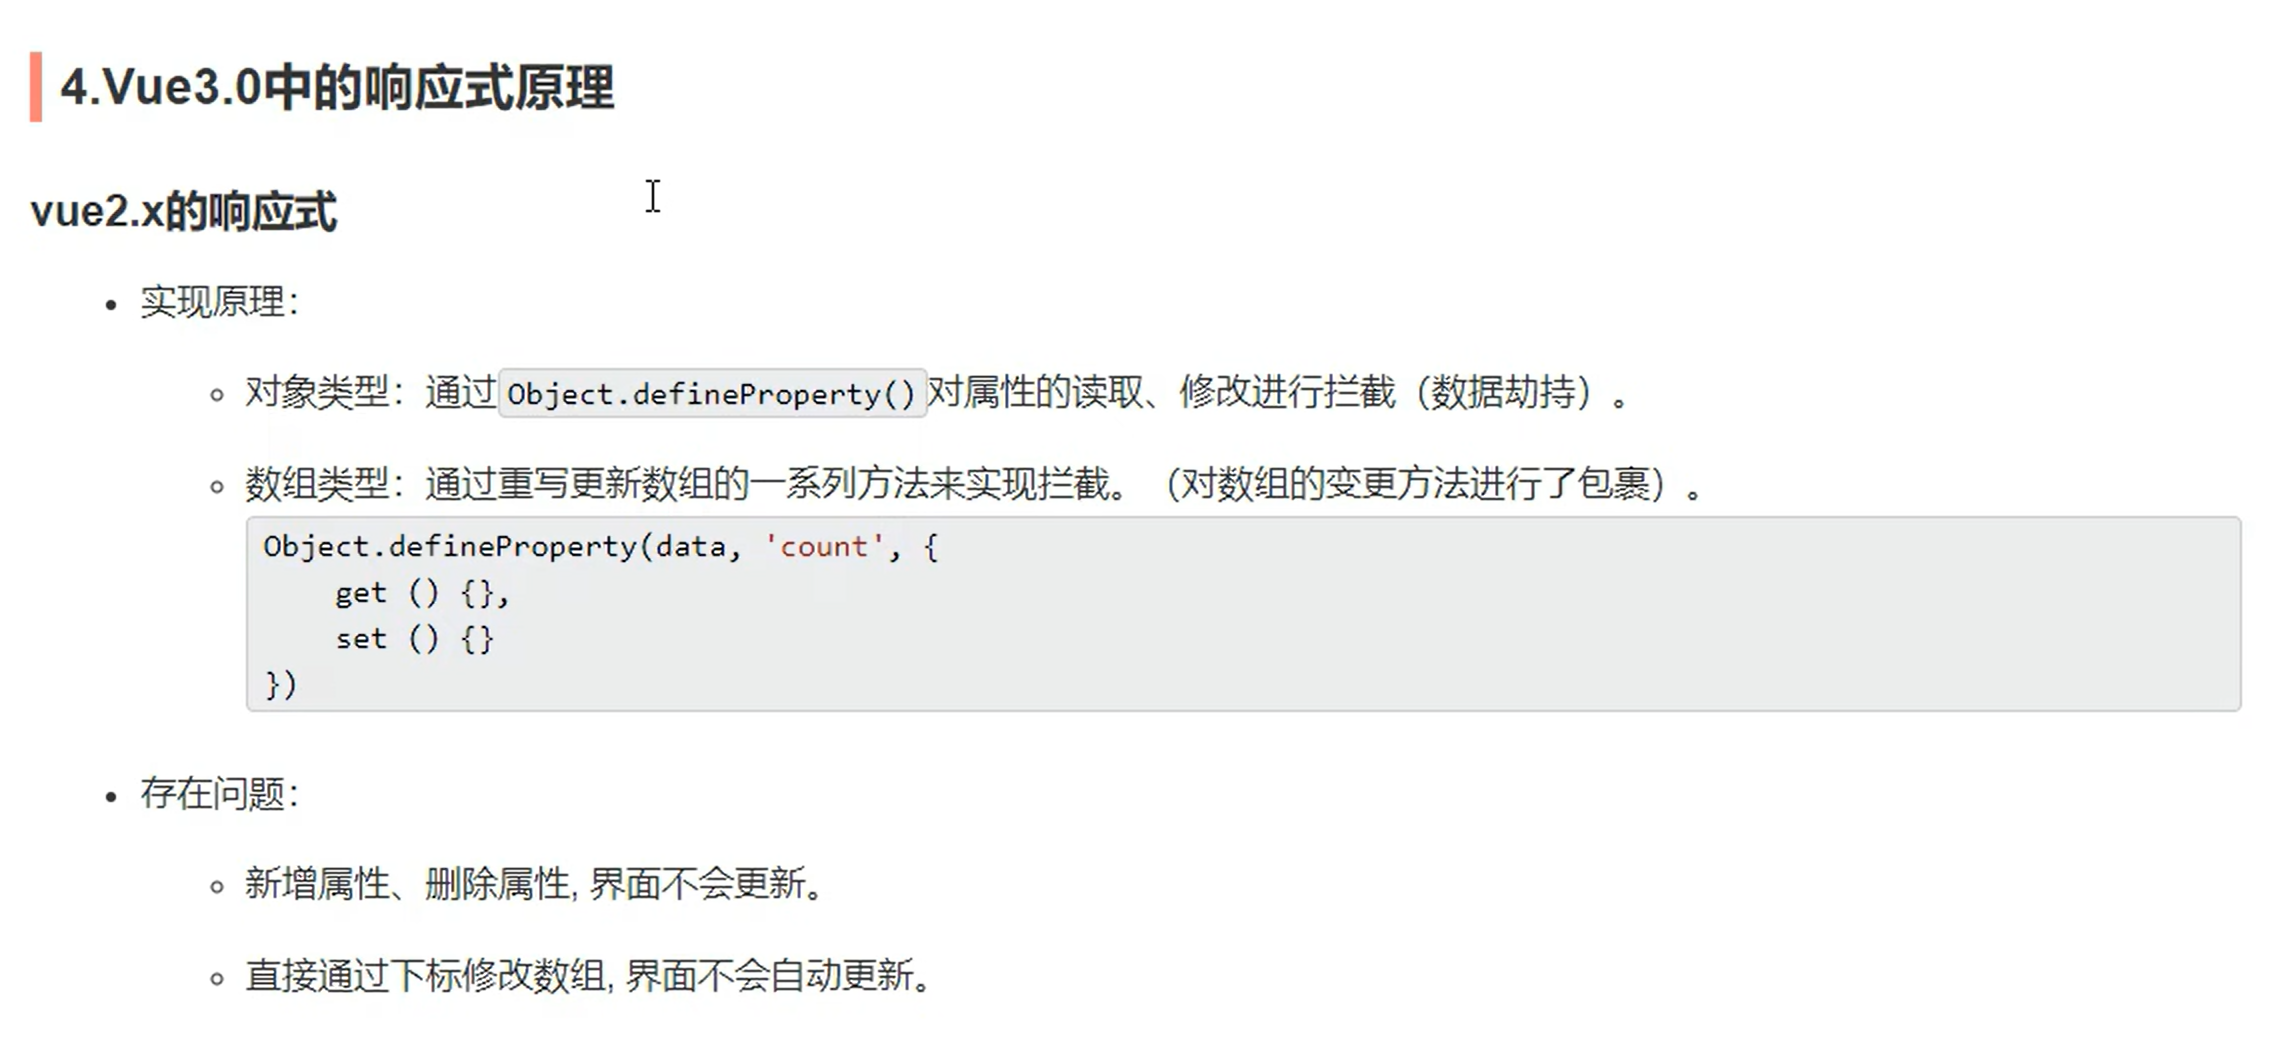 4.Vue3.0中的响应式原理
vue2.x的响应式
• 实现原理：
◦ 对象类型：通过Object.defineProperty()对属性的读取、修改进行拦截（数据劫持）。
◦ 数组类型：通过重写更新数组的一系列方法来实现拦截。（对数组的变更方法进行了包裹）。
Object.defineProperty(data, 'count', {
    get () {},
    set () {}
})
• 存在问题：
◦ 新增属性、删除属性, 界面不会更新。
◦ 直接通过下标修改数组, 界面不会自动更新。